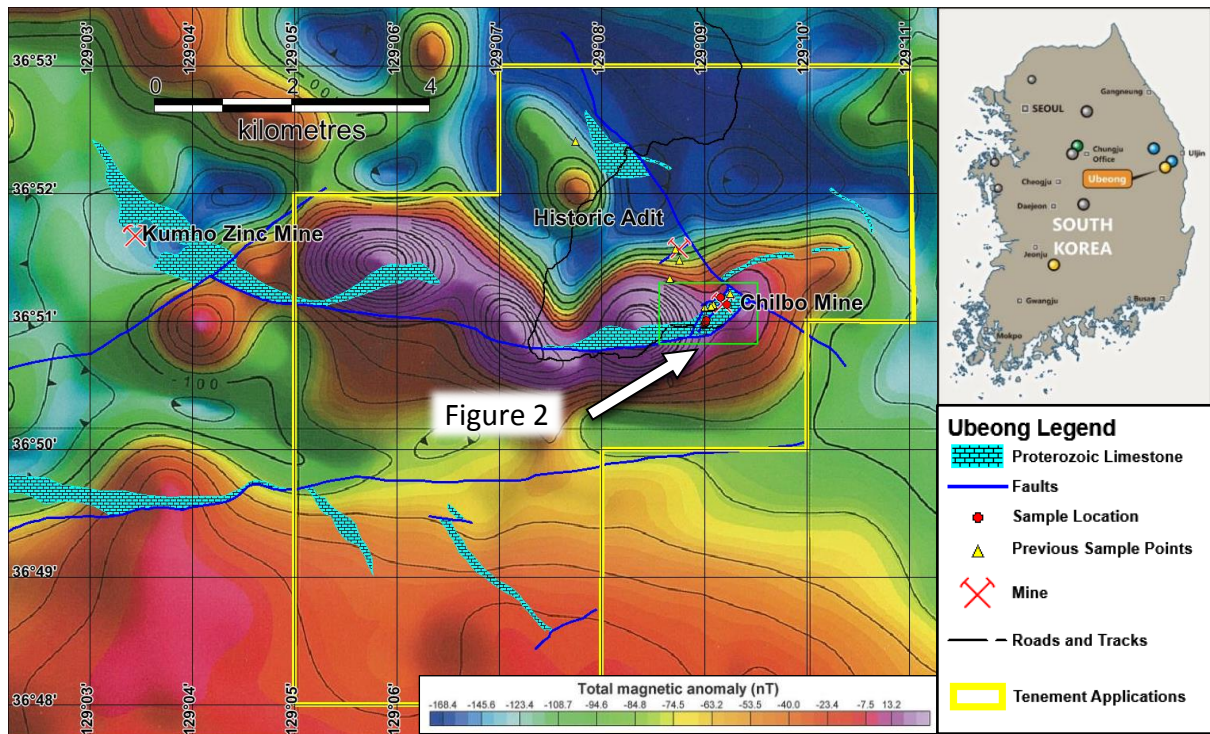 129°03'
129°04'
129°05'
129°06'
129°07'
129°08'
129°09'
129°10'
129°11'
36°53'
36°52'
36°51'
36°50'
36°49'
36°48'
0
2
4
kilometres
-100
Historic Adit
Kumho Zinc Mine
Chilbo Mine
-100
Figure 2
129°03'
129°04'
129°05'
129°06'
Total magnetic anomaly (nT)
-168.4 -145.6 -123.4 -108.7 -94.6 -84.8 -74.5 -63.2 -53.5 -40.0 -23.4 -7.5 13.2
Gangneung
SEOUL
Chungju
Office
Uljin
Ubeong
Cheogju
Daejeon
SOUTH
KOREA
Jeonju
Gwangju
Busan
Mokpo
Ubeong Legend
Proterozoic Limestone
Faults
Sample Location
Previous Sample Points
Mine
Roads and Tracks
Tenement Applications